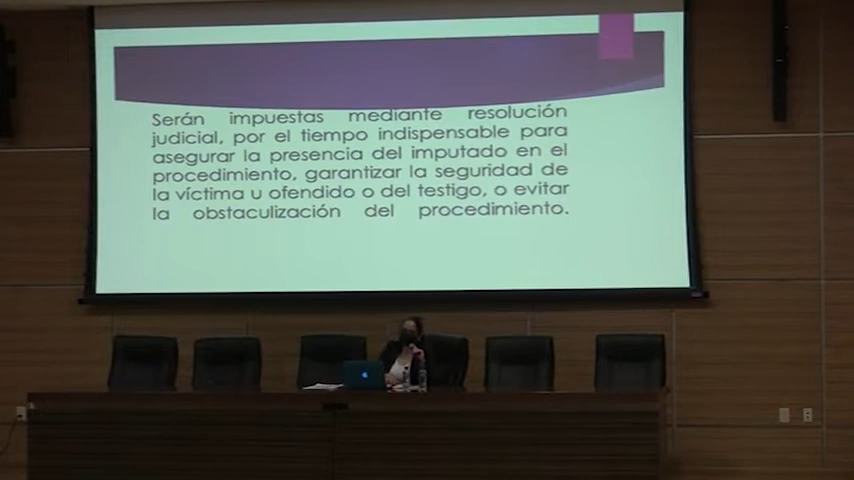 Serán impuestas mediante resolución
judicial, por el tiempo indispensable para
asegurar la presencia del imputado en el
procedimiento, garantizar la seguridad de
la víctima u ofendido o del testigo, o evitar
la obstaculización del procedimiento.